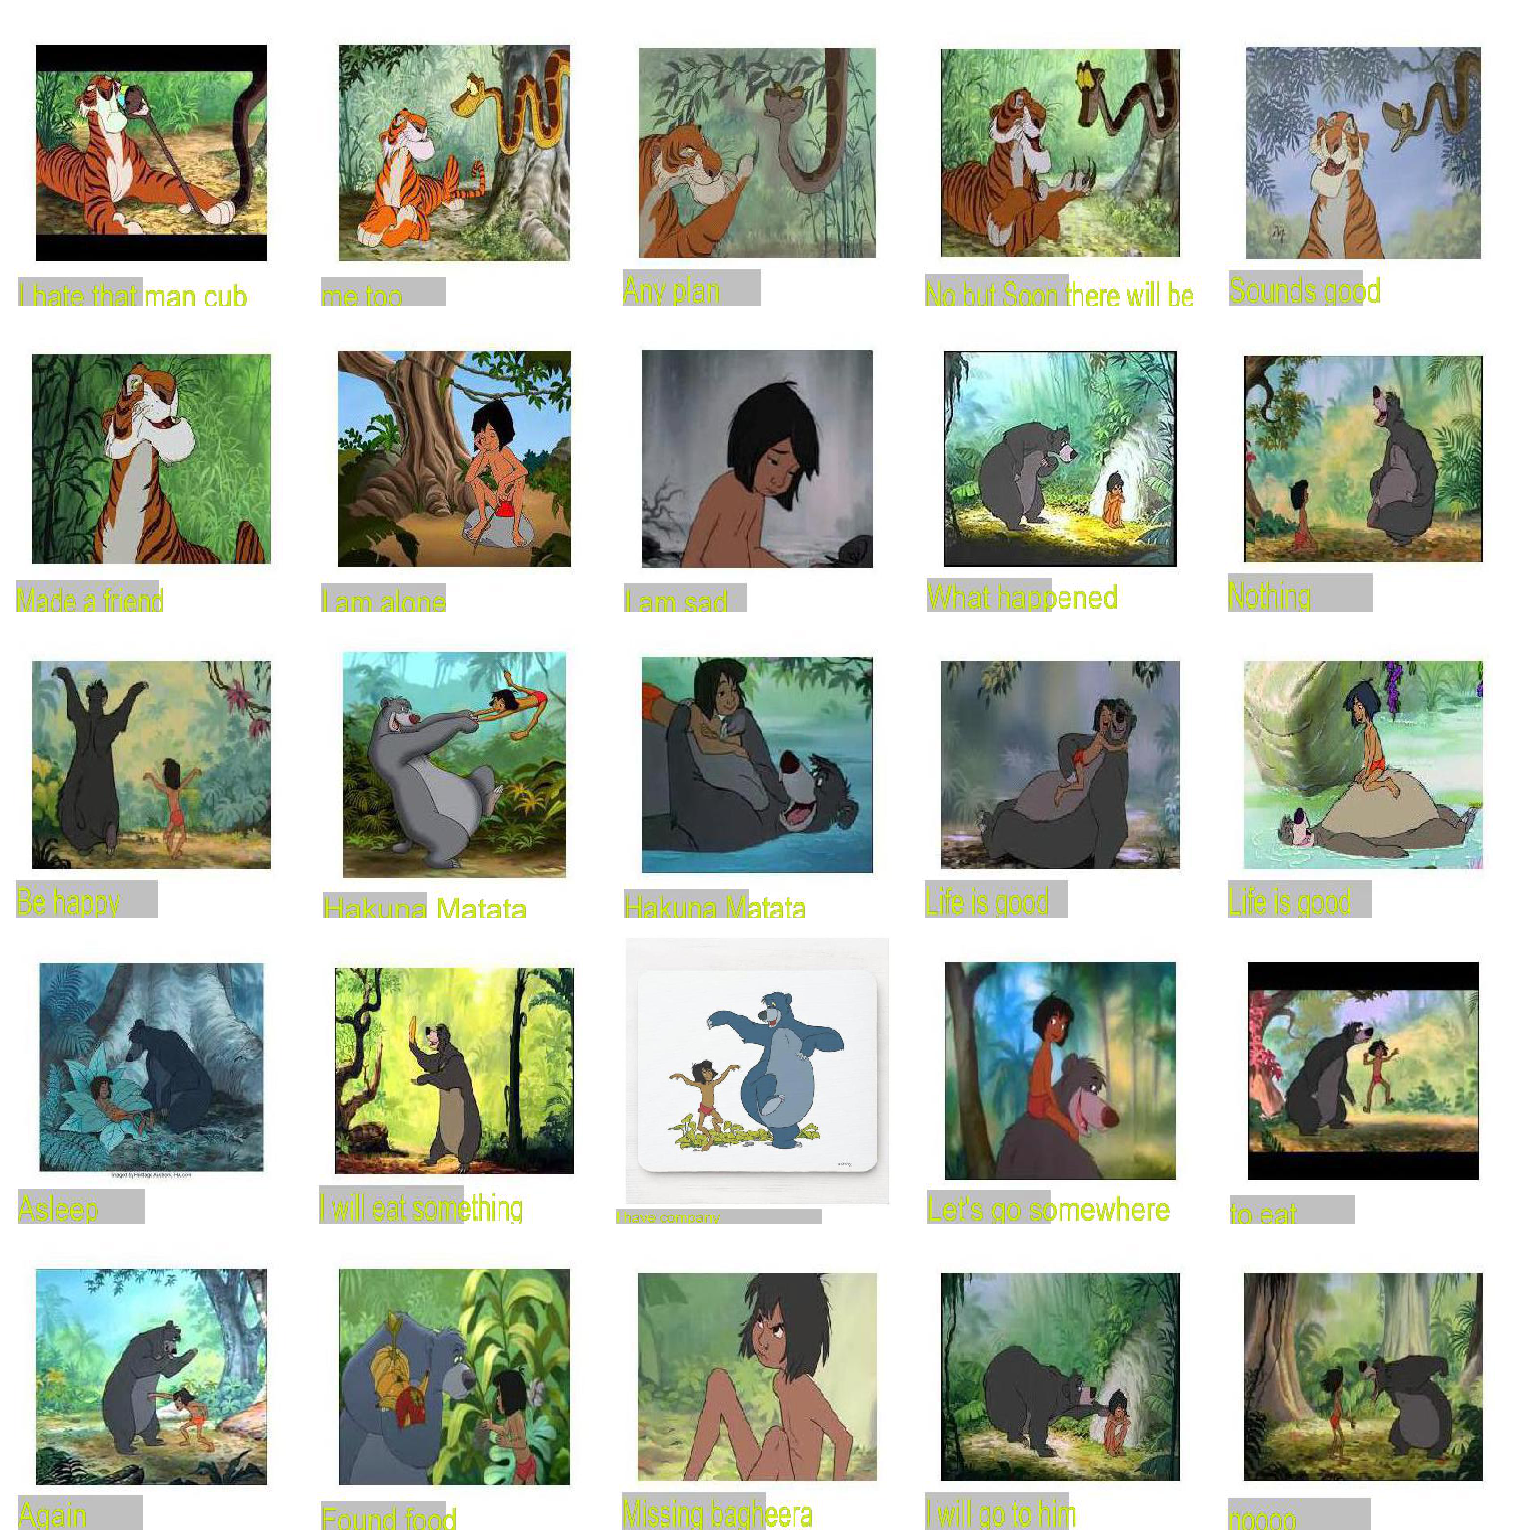 I hate that man cub
me too
Any plan
No but Soon there will be
Sounds good
Made a friend
I am alone
I am sad
What happened
Nothing
Be happy
Hakuna Matata
Hakuna Matata
Life is good
Life is good
Asleep
I will eat something
I have company
Let's go somewhere
to eat
Again
Found food
Missing bagheera
I will go to him
noooo